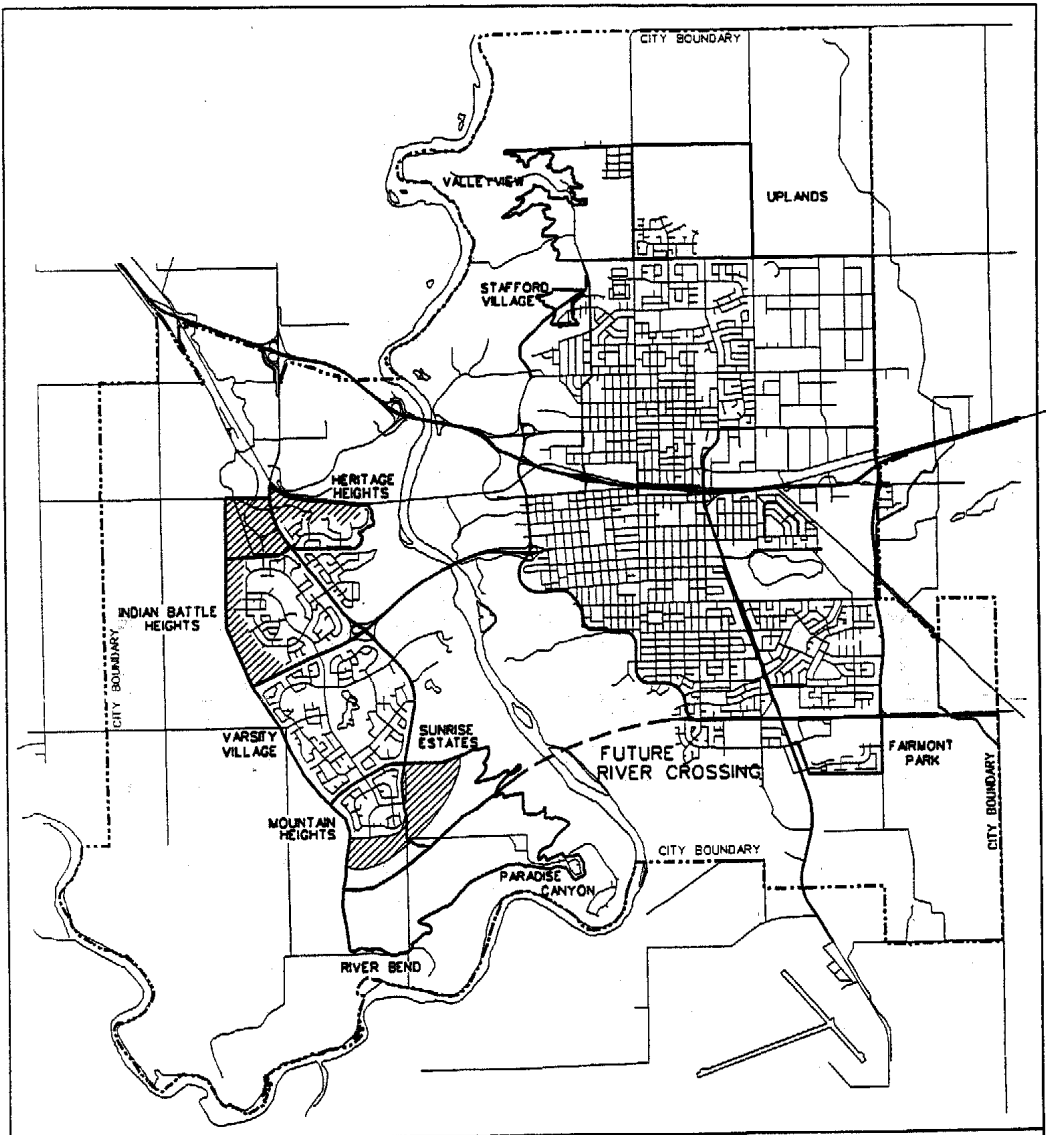 CITY BOUNDARY
VALLEYVIEW
UPLANDS
STAFFORD
VILLAGE
HERITAGE
HEIGHTS
INDIAN BATTLE
HEIGHTS
CITY BOUNDARY
VARSITY
VILLAGE
SUNRISE
ESTATES
FUTURE
RIVER CROSSING
FAIRMONT
PARK
CITY BOUNDARY
MOUNTAIN
HEIGHTS
CITY BOUNDARY
PARADISE
CANYON
RIVER BEND